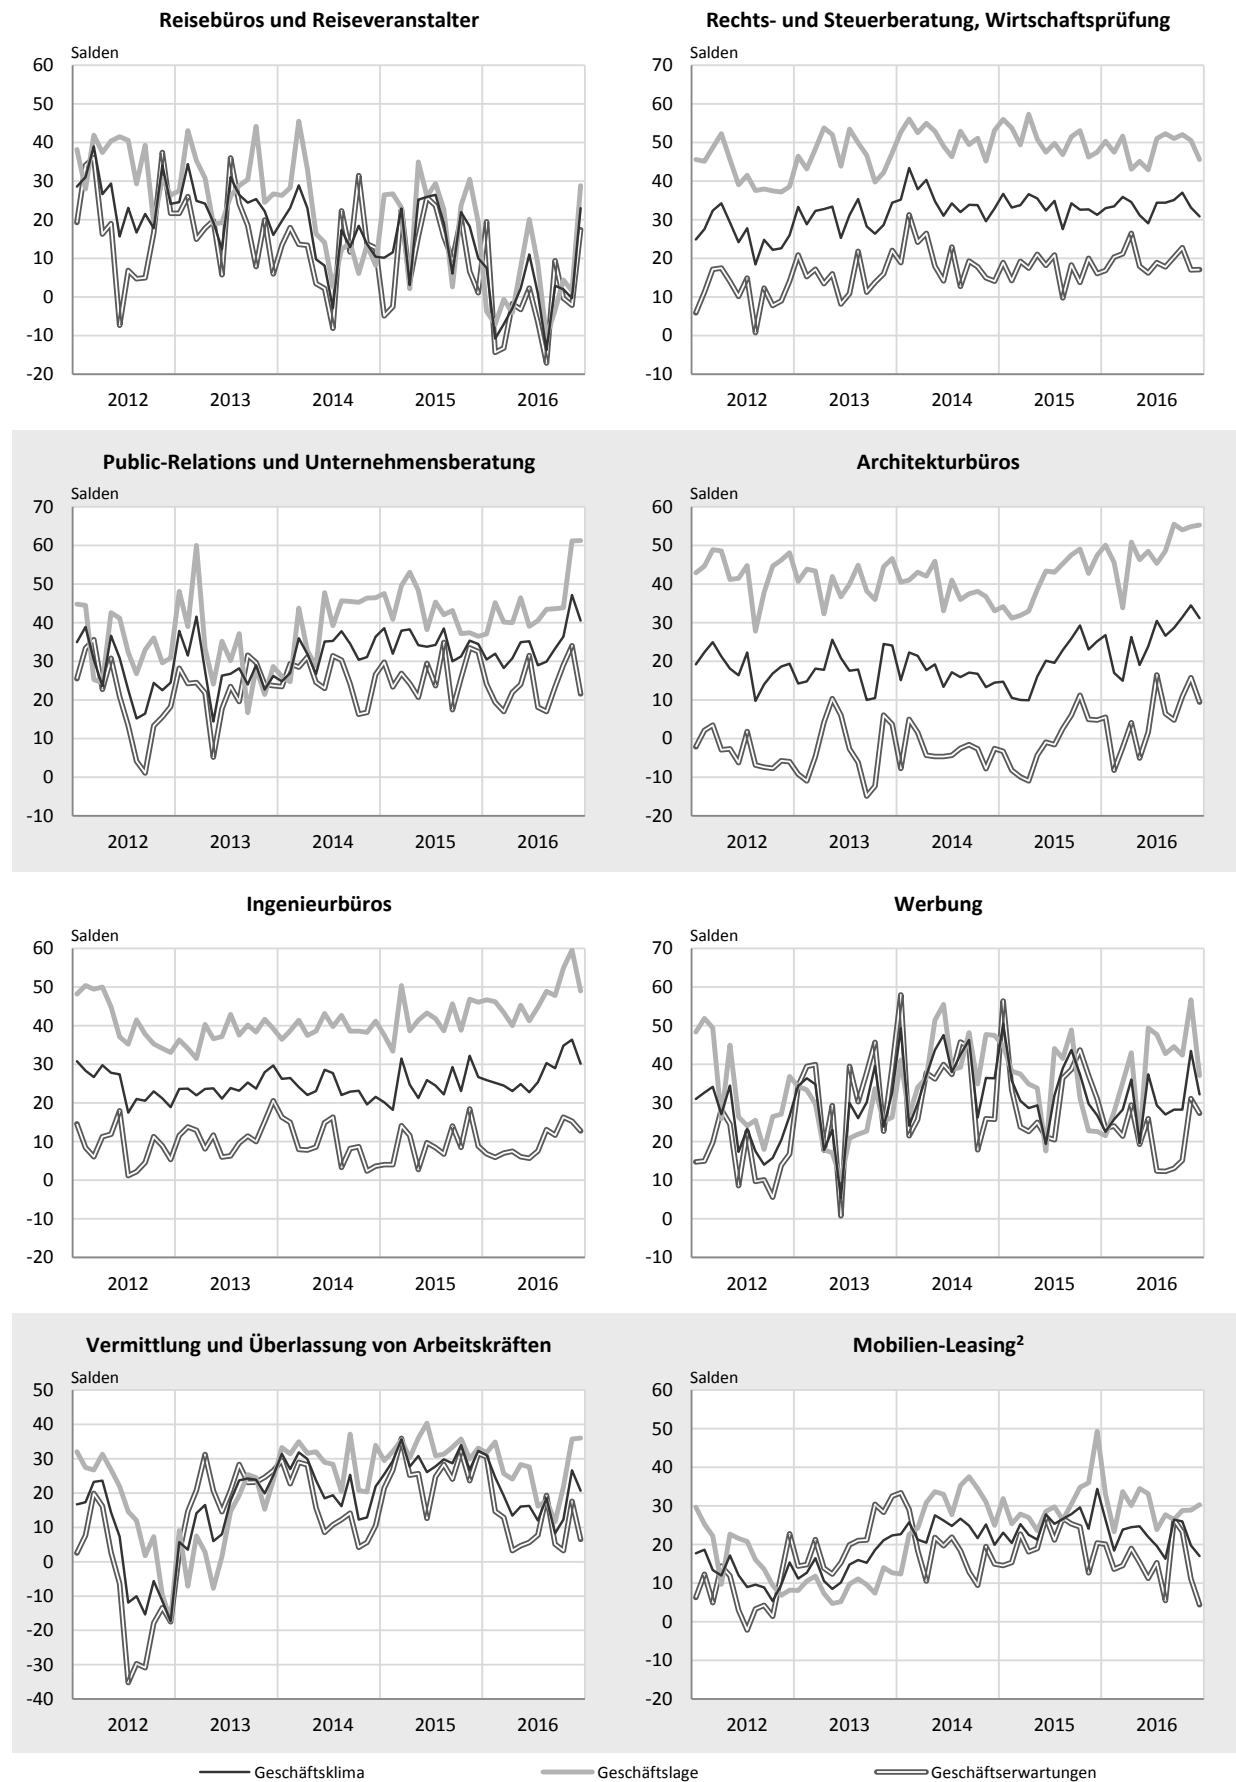 Reisebüros und Reiseveranstalter
Salden
60
50
40
30
20
10
0
-10
-20
2012 2013 2014 2015 2016
Rechts- und Steuerberatung, Wirtschaftsprüfung
Salden
70
60
50
40
30
20
10
0
-10
2012 2013 2014 2015 2016
Public-Relations und Unternehmensberatung
Salden
70
60
50
40
30
20
10
0
-10
2012 2013 2014 2015 2016
Architekturbüros
Salden
60
50
40
30
20
10
0
-10
-20
2012 2013 2014 2015 2016
Ingenieurbüros
Salden
60
50
40
30
20
10
0
-10
-20
2012 2013 2014 2015 2016
Werbung
Salden
70
60
50
40
30
20
10
0
-10
2012 2013 2014 2015 2016
Vermittlung und Überlassung von Arbeitskräften
Salden
50
40
30
20
10
0
-10
-20
-30
-40
2012 2013 2014 2015 2016
Mobilien-Leasing²
Salden
60
50
40
30
20
10
0
-10
-20
2012 2013 2014 2015 2016
Geschäftsklima Geschäftslage Geschäftserwartungen